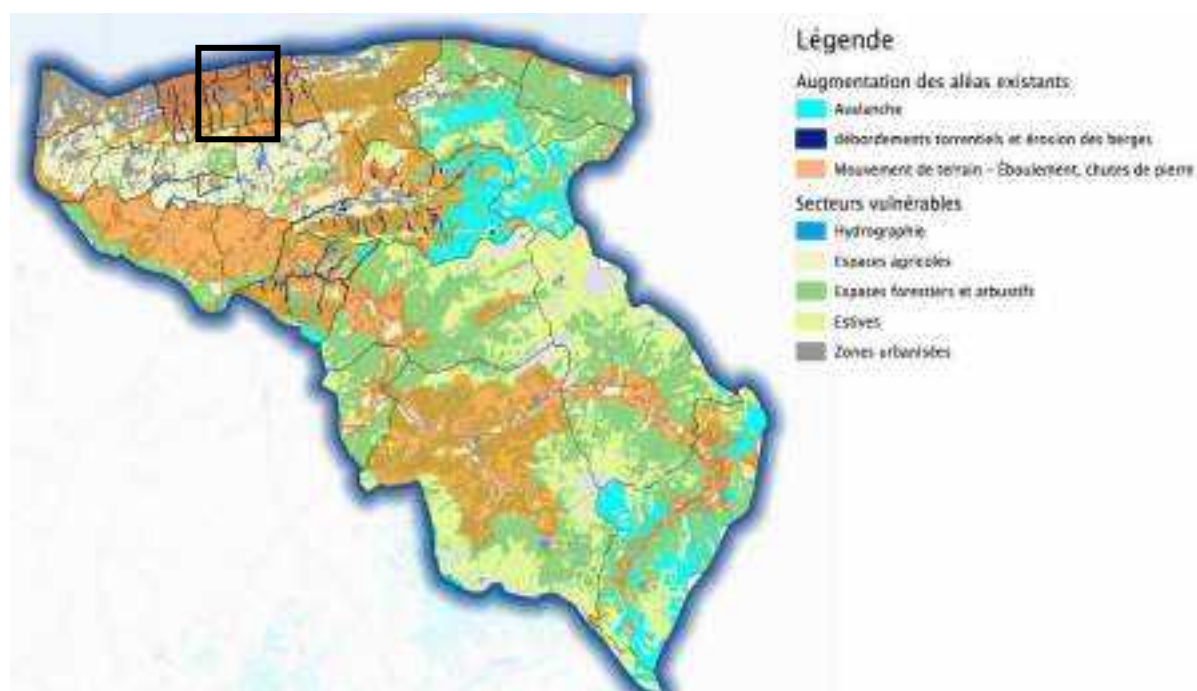 Légende
Augmentation des aléas existants
Avalanche
débordements torrentiels et érosion des berges
Mouvement de terrain – Éboulement, chutes de pierre
Secteurs vulnérables
Hydrographie
Espaces agricoles
Espaces forestiers et arbustifs
Estives
Zones urbanisées